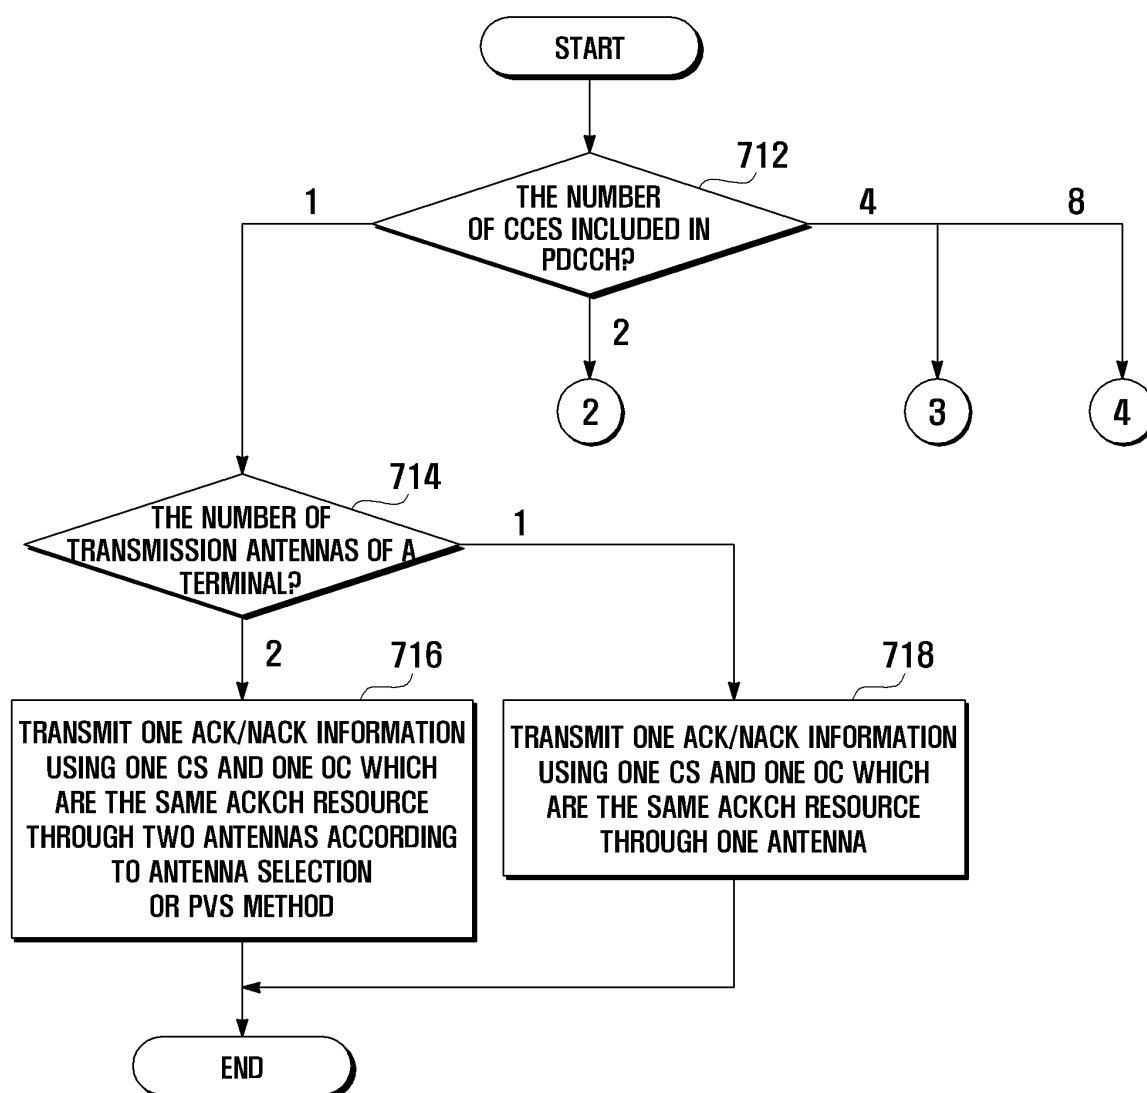 START
712
1
THE NUMBER
OF CCES INCLUDED IN
PDCCH?
4
8
2
2
3
4
714
THE NUMBER OF
TRANSMISSION ANTENNAS OF A
TERMINAL?
1
2
716
TRANSMIT ONE ACK/NACK INFORMATION
USING ONE CS AND ONE OC WHICH
ARE THE SAME ACKCH RESOURCE
THROUGH TWO ANTENNAS ACCORDING
TO ANTENNA SELECTION
OR PVS METHOD
718
TRANSMIT ONE ACK/NACK INFORMATION
USING ONE CS AND ONE OC WHICH
ARE THE SAME ACKCH RESOURCE
THROUGH ONE ANTENNA
END